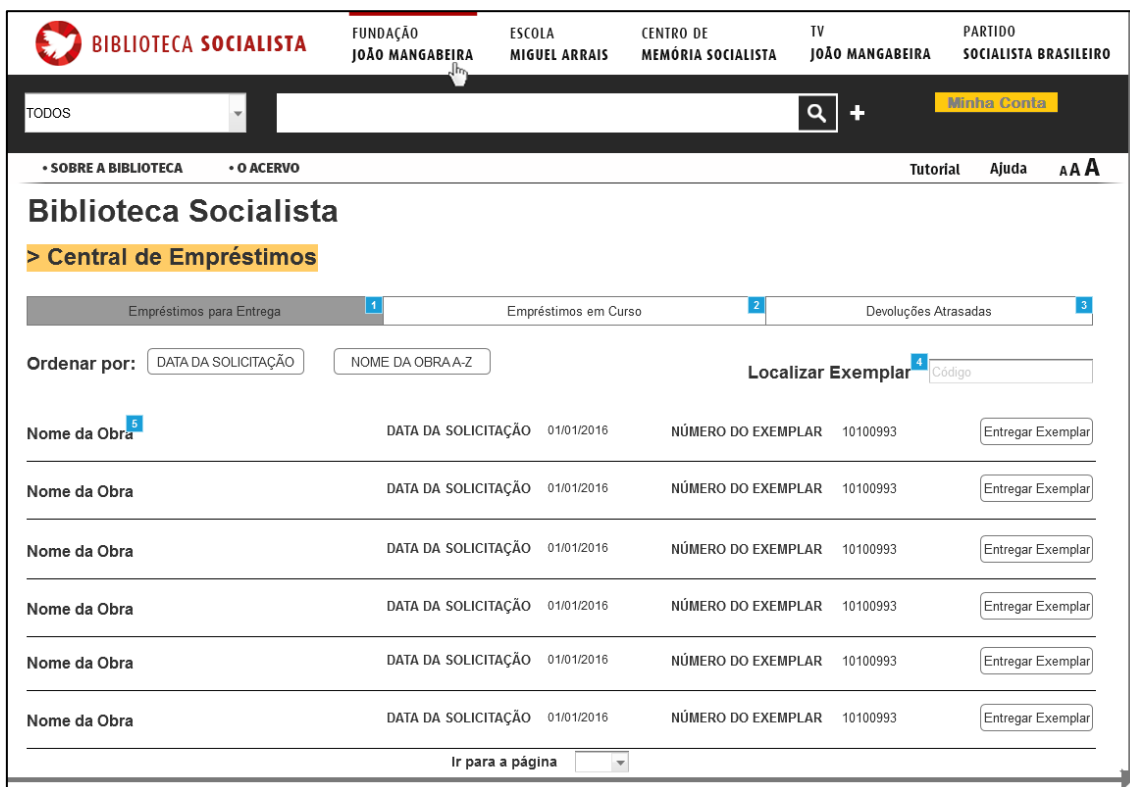 BIBLIOTECA SOCIALISTA
FUNDAÇÃO
JOÃO MANGABEIRA
ESCOLA
MIGUEL ARRAIS
CENTRO DE
MEMÓRIA SOCIALISTA
TV
JOÃO MANGABEIRA
PARTIDO
SOCIALISTA BRASILEIRO
TODOS
Minha Conta
• SOBRE A BIBLIOTECA • O ACERVO Tutorial Ajuda A A A
Biblioteca Socialista
> Central de Empréstimos
Empréstimos para Entrega 1 Empréstimos em Curso 2 Devoluções Atrasadas 3
Ordenar por: DATA DA SOLICITAÇÃO NOME DA OBRA A-Z Localizar Exemplar 4 Código
Nome da Obra 5 DATA DA SOLICITAÇÃO 01/01/2016 NÚMERO DO EXEMPLAR 10100993 Entregar Exemplar
Nome da Obra DATA DA SOLICITAÇÃO 01/01/2016 NÚMERO DO EXEMPLAR 10100993 Entregar Exemplar
Nome da Obra DATA DA SOLICITAÇÃO 01/01/2016 NÚMERO DO EXEMPLAR 10100993 Entregar Exemplar
Nome da Obra DATA DA SOLICITAÇÃO 01/01/2016 NÚMERO DO EXEMPLAR 10100993 Entregar Exemplar
Nome da Obra DATA DA SOLICITAÇÃO 01/01/2016 NÚMERO DO EXEMPLAR 10100993 Entregar Exemplar
Nome da Obra DATA DA SOLICITAÇÃO 01/01/2016 NÚMERO DO EXEMPLAR 10100993 Entregar Exemplar
Ir para a página